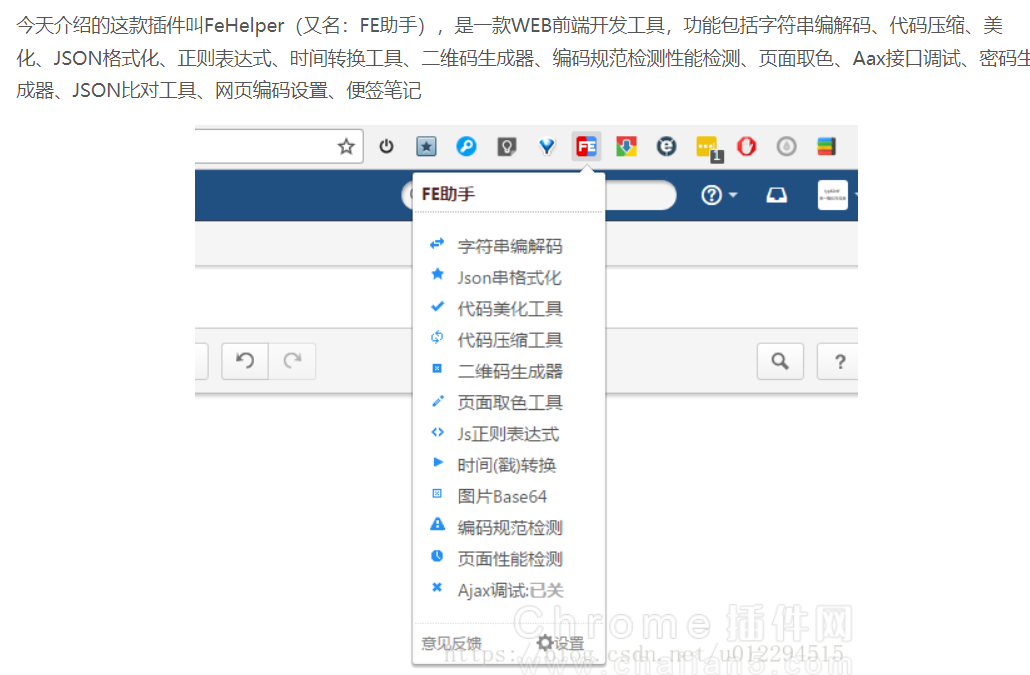 今天介绍的这款插件叫FeHelper（又名：FE助手），是一款WEB前端开发工具，功能包括字符串编解码、代码压缩、美
化、JSON格式化、正则表达式、时间转换工具、二维码生成器、编码规范检测性能检测、页面取色、Aax接口调试、密码生
成器、JSON比对工具、网页编码设置、便签笔记
FE
1
FE助手
?
字符串编解码
Json串格式化
代码美化工具
代码压缩工具
二维码生成器
?
页面取色工具
Js正则表达式
时间(戳)转换
图片Base64
编码规范检测
页面性能检测
Ajax调试:已关
意见反馈
设置
Chrome插件网
https://blog.csdn.net/u012294515